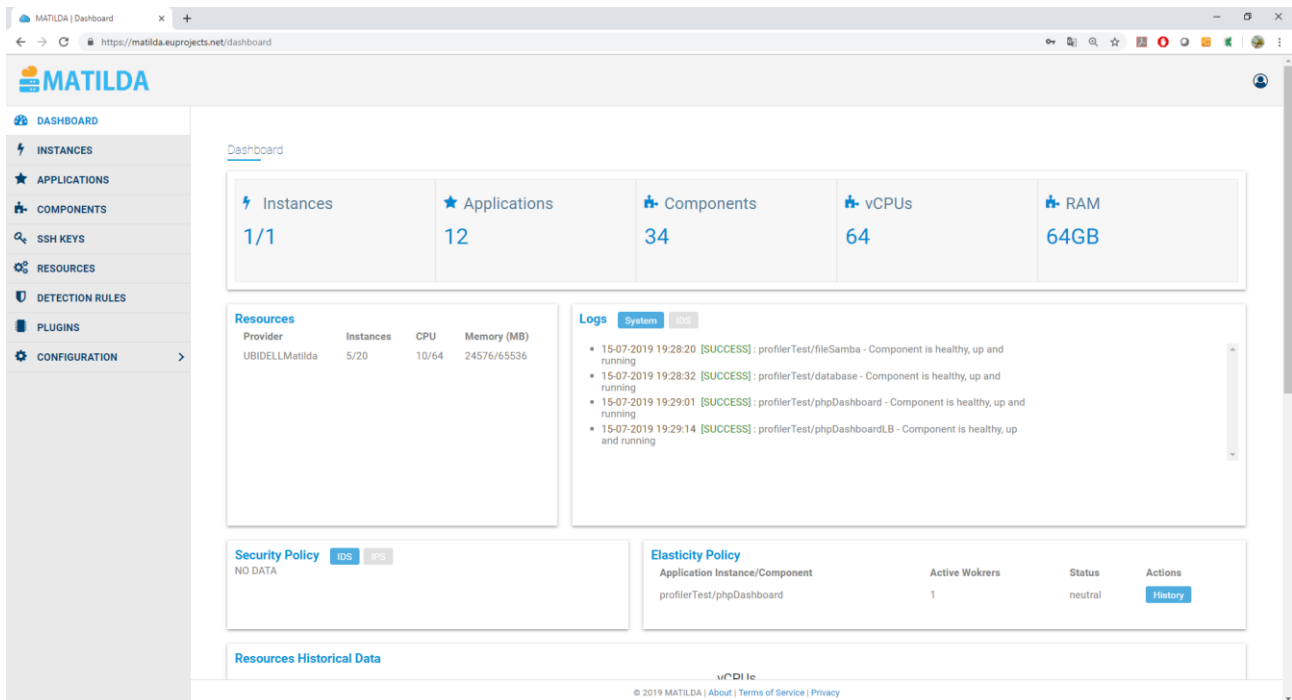 MATILDA | Dashboard
https://matilda.euprojects.net/dashboard
MATILDA
DASHBOARD
INSTANCES
APPLICATIONS
COMPONENTS
SSH KEYS
RESOURCES
DETECTION RULES
PLUGINS
CONFIGURATION
Dashboard
Instances Applications Components vCPUs RAM
1/1 12 34 64 64GB
Resources
Provider Instances CPU Memory (MB)
UBIDELLMatilda 5/20 10/64 24576/65536
Logs System IDS
15-07-2019 19:28:20 [SUCCESS] : profilerTest/fileSamba - Component is healthy, up and
running
15-07-2019 19:28:32 [SUCCESS] : profilerTest/database - Component is healthy, up and
running
15-07-2019 19:29:01 [SUCCESS] : profilerTest/phpDashboard - Component is healthy, up and
running
15-07-2019 19:29:14 [SUCCESS] : profilerTest/phpDashboardLB - Component is healthy, up
and running
Security Policy IDS IPS
NO DATA
Elasticity Policy
Application Instance/Component Active Wokrers Status Actions
profilerTest/phpDashboard 1 neutral History
Resources Historical Data
vCPUs
© 2019 MATILDA | About | Terms of Service | Privacy